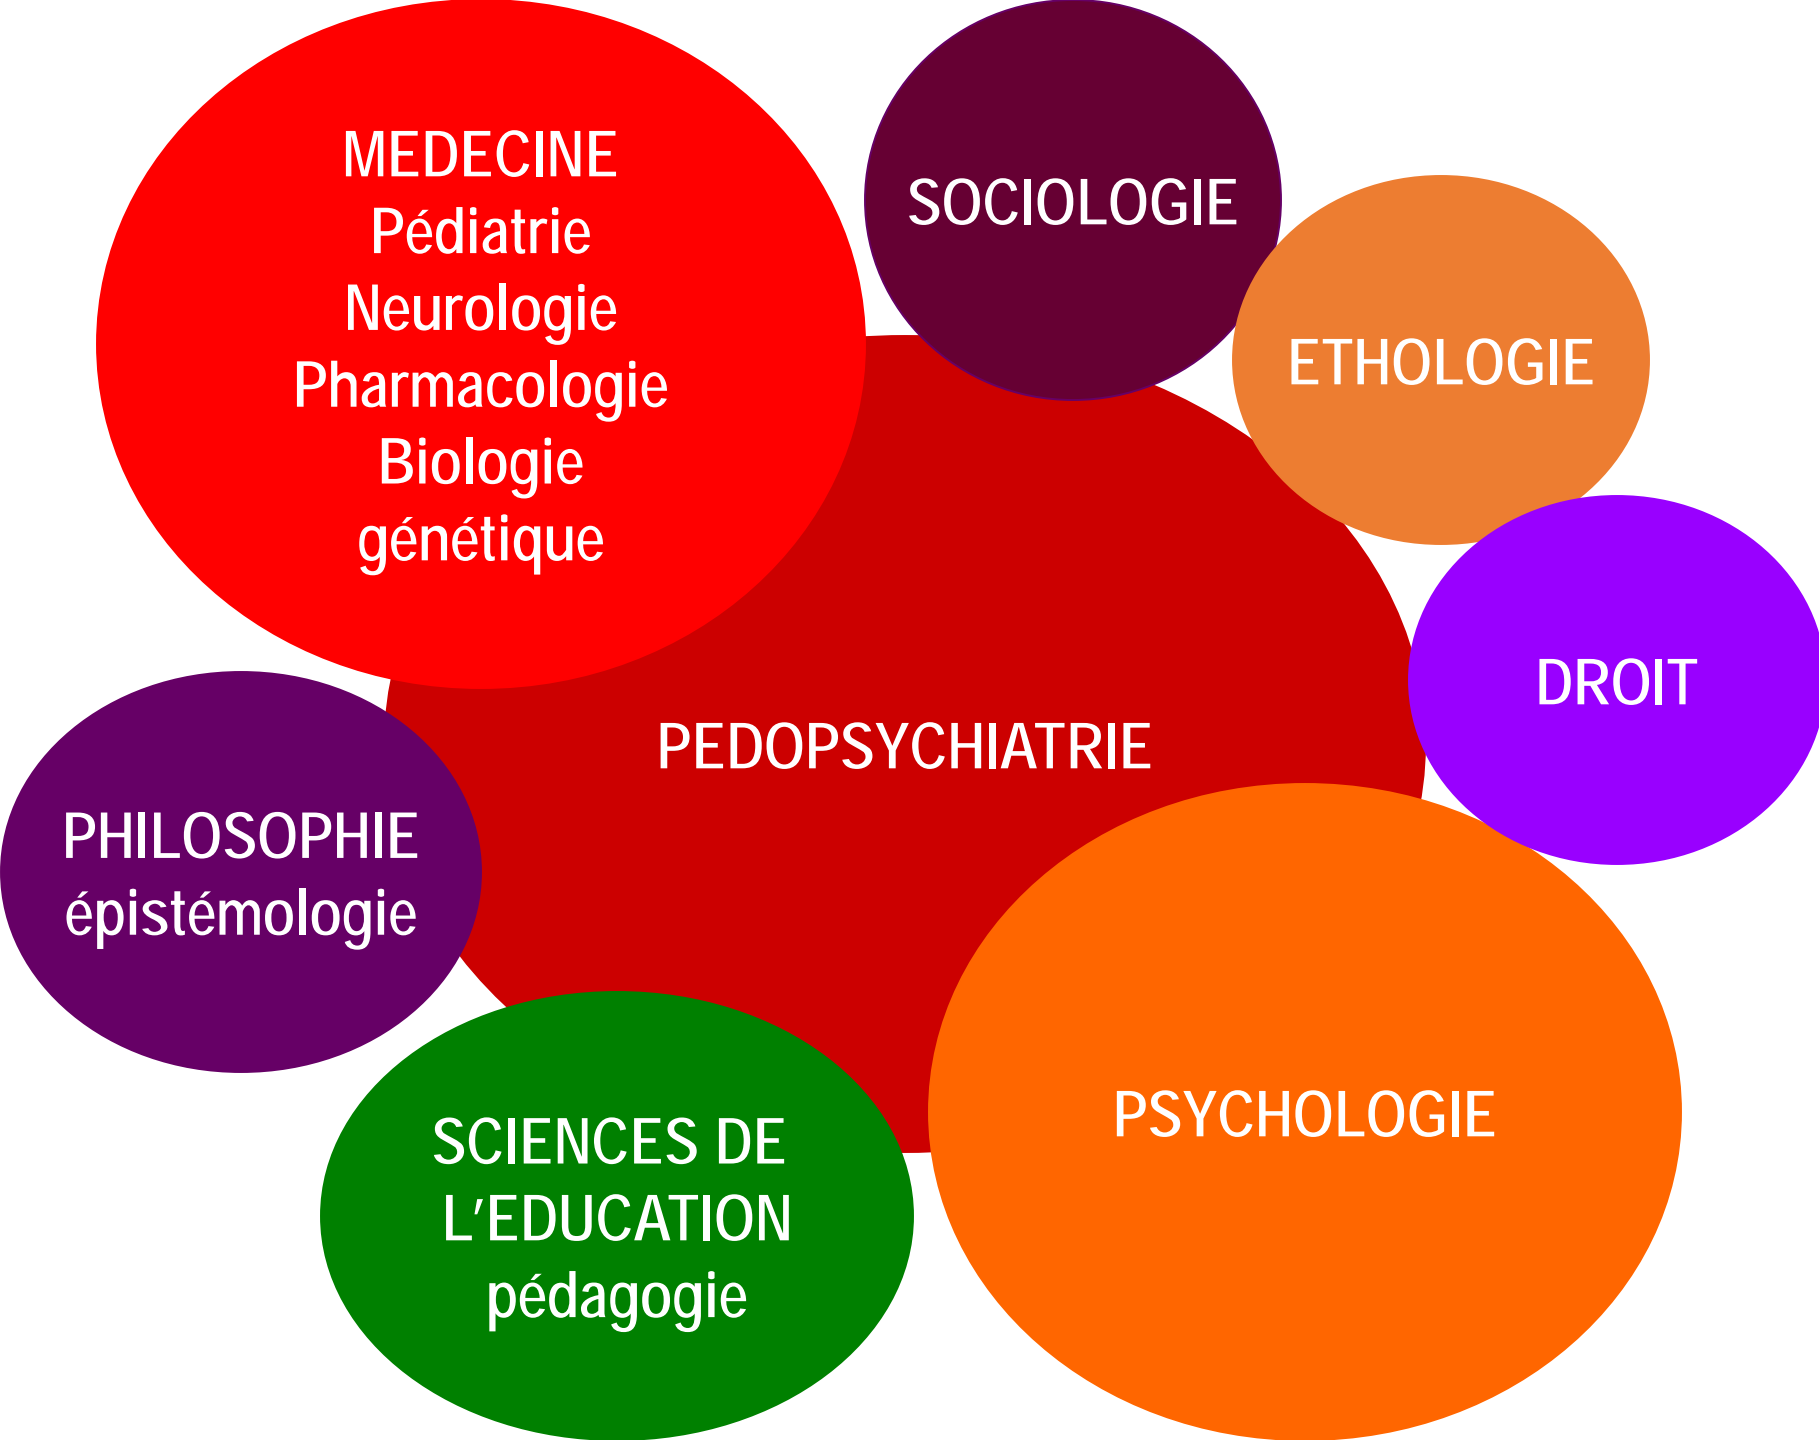 MEDECINE
Pédiatrie
Neurologie
Pharmacologie
Biologie
génétique
SOCIOLOGIE
ETHOLOGIE
DROIT
PEDOPSYCHIATRIE
PHILOSOPHIE
épistémologie
SCIENCES DE
L’EDUCATION
pédagogie
PSYCHOLOGIE